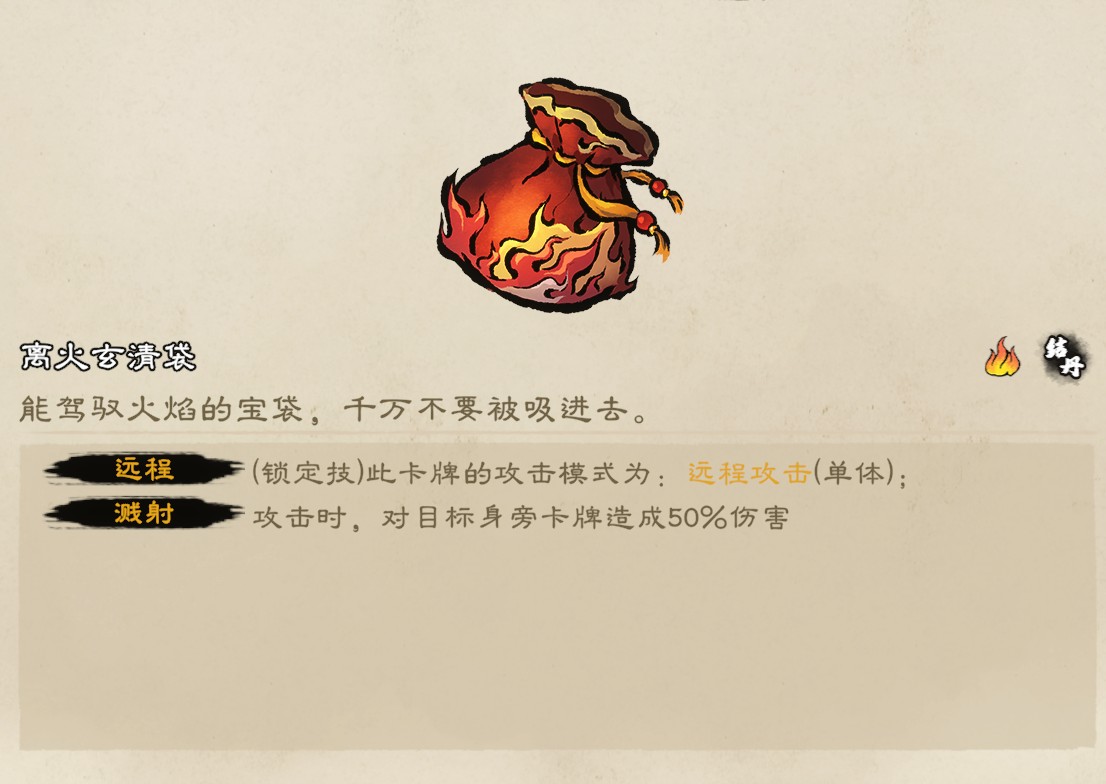 离火玄清袋
结丹
能驾驭火焰的宝袋，千万不要被吸进去。
远程 (锁定技)此卡牌的攻击模式为：远程攻击(单体)；
溅射 攻击时，对目标身旁卡牌造成50%伤害